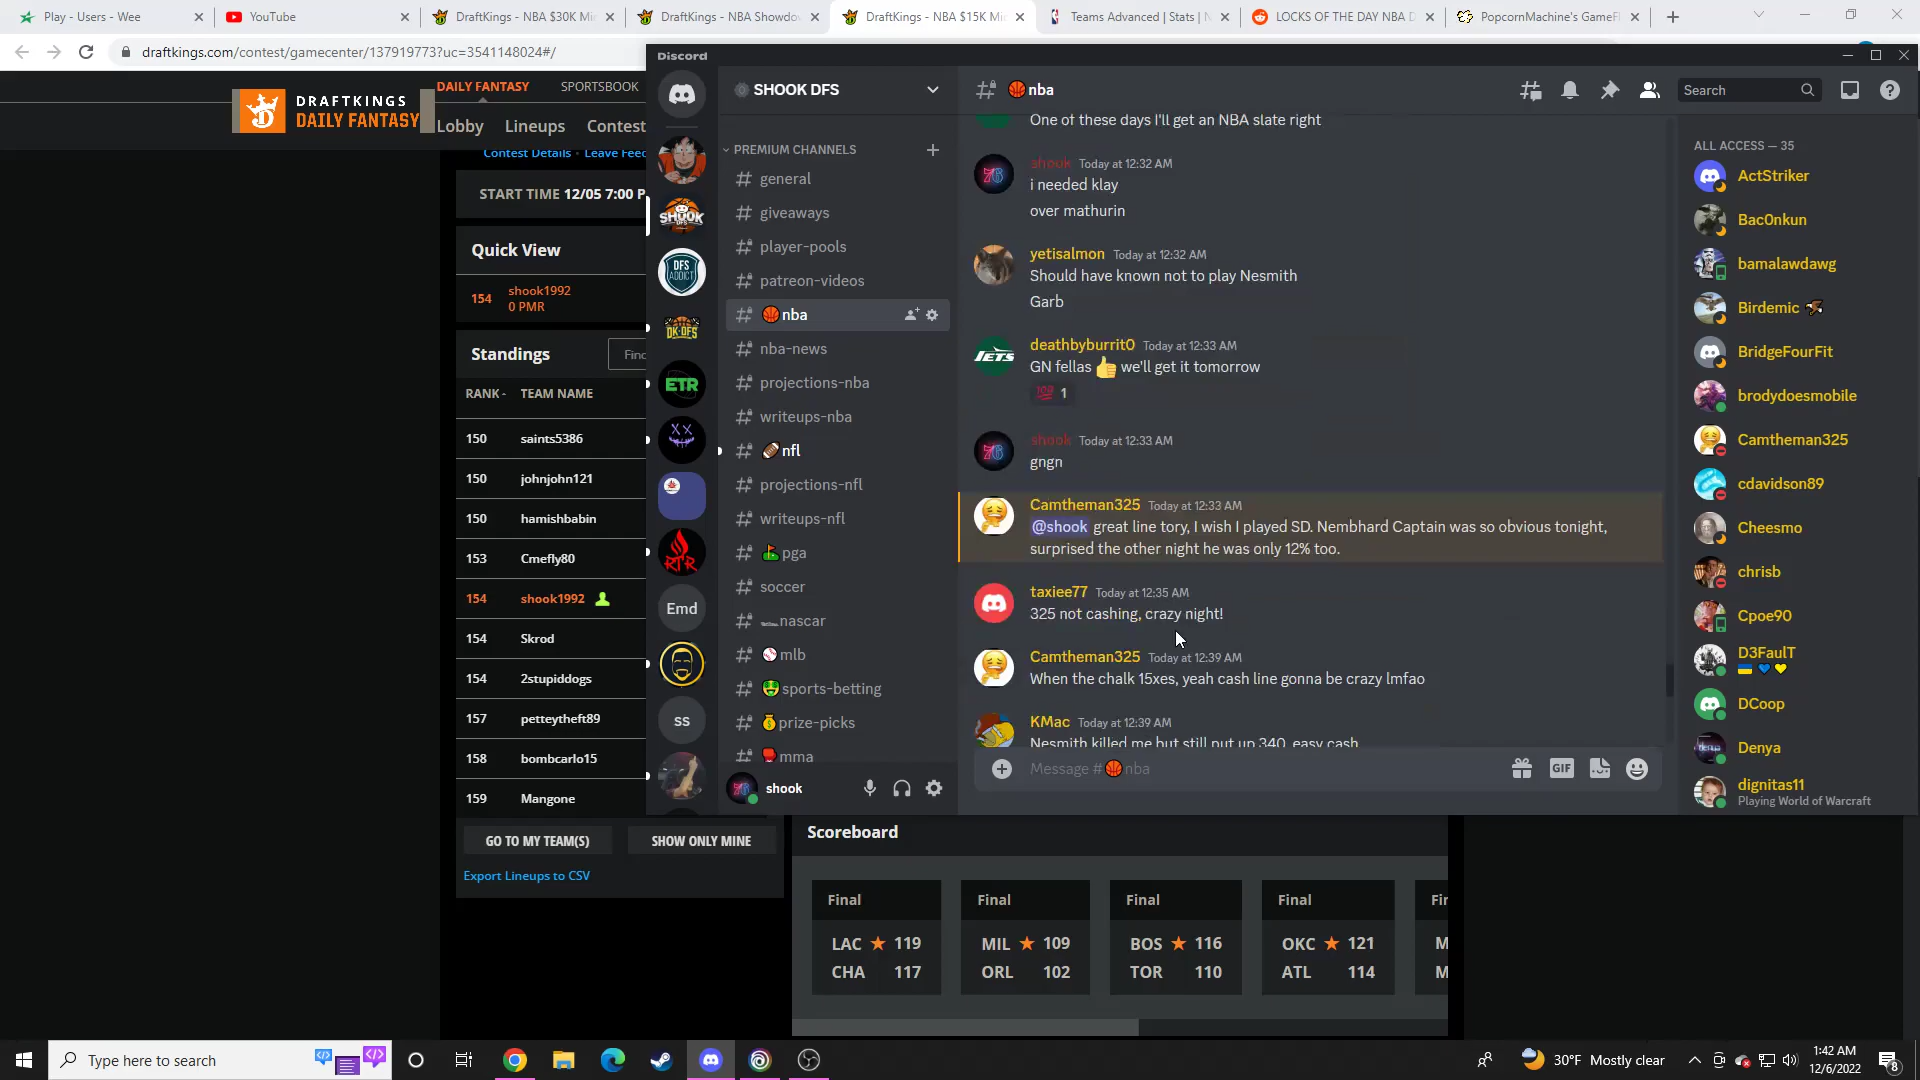 Play - Users - Wee
YouTube
DraftKings - NBA $30K Mi
DraftKings - NBA Showdo
DraftKings - NBA $15K Mi
Teams Advanced | Stats | N
LOCKS OF THE DAY NBA D
PopcornMachine's GameF
draftkings.com/contest/gamecenter/137919773?uc=3541148024#/
DRAFTKINGS
DAILY FANTASY
DAILY FANTASY
SPORTSBOOK
Lobby
Lineups
Contest
Contest Details
Leave Feed
START TIME 12/05 7:00 P
Quick View
154
shook1992
0 PMR
Standings
Find
RANK
TEAM NAME
150 saints5386
150 johnjohn121
150 hamishbabin
153 Cmefly80
154 shook1992
154 Skrod
154 2stupiddogs
157 petteytheft89
158 bombcarlo15
159 Mangone
GO TO MY TEAM(S)
SHOW ONLY MINE
Export Lineups to CSV
Discord
SHOOK
DFS ADDICT
DK-DFS
ETR
RTR
Emd
SS
SHOOK DFS
PREMIUM CHANNELS
general
giveaways
player-pools
patreon-videos
🏀nba
nba-news
projections-nba
writeups-nba
🏈nfl
projections-nfl
writeups-nfl
⛳pga
soccer
nascar
⚾mlb
🤑sports-betting
💰prize-picks
🥊mma
shook
🏀nba
Search
One of these days I'll get an NBA slate right
shook Today at 12:32 AM
i needed klay
over mathurin
yetisalmon Today at 12:32 AM
Should have known not to play Nesmith
Garb
JETS
deathbyburrit0 Today at 12:33 AM
GN fellas 👍 we'll get it tomorrow
💯 1
shook Today at 12:33 AM
gngn
Camtheman325 Today at 12:33 AM
@shook great line tory, I wish I played SD. Nembhard Captain was so obvious tonight,
surprised the other night he was only 12% too.
taxiee77 Today at 12:35 AM
325 not cashing, crazy night!
Camtheman325 Today at 12:39 AM
When the chalk 15xes, yeah cash line gonna be crazy lmfao
KMac Today at 12:39 AM
Nesmith killed me but still put up 340, easy cash
Message #🏀nba
GIF
ALL ACCESS — 35
ActStriker
Bac0nkun
bamalawdawg
Birdemic
BridgeFourFit
brodydoesmobile
Camtheman325
cdavidson89
Cheesmo
chrisb
Cpoe90
D3FaulT
DCoop
Denya
dignitas11
Playing World of Warcraft
Scoreboard
Final
LAC ★ 119
CHA 117
Final
MIL ★ 109
ORL 102
Final
BOS ★ 116
TOR 110
Final
OKC ★ 121
ATL 114
Fir
M
M
Type here to search
30°F Mostly clear
1:42 AM
12/6/2022
8